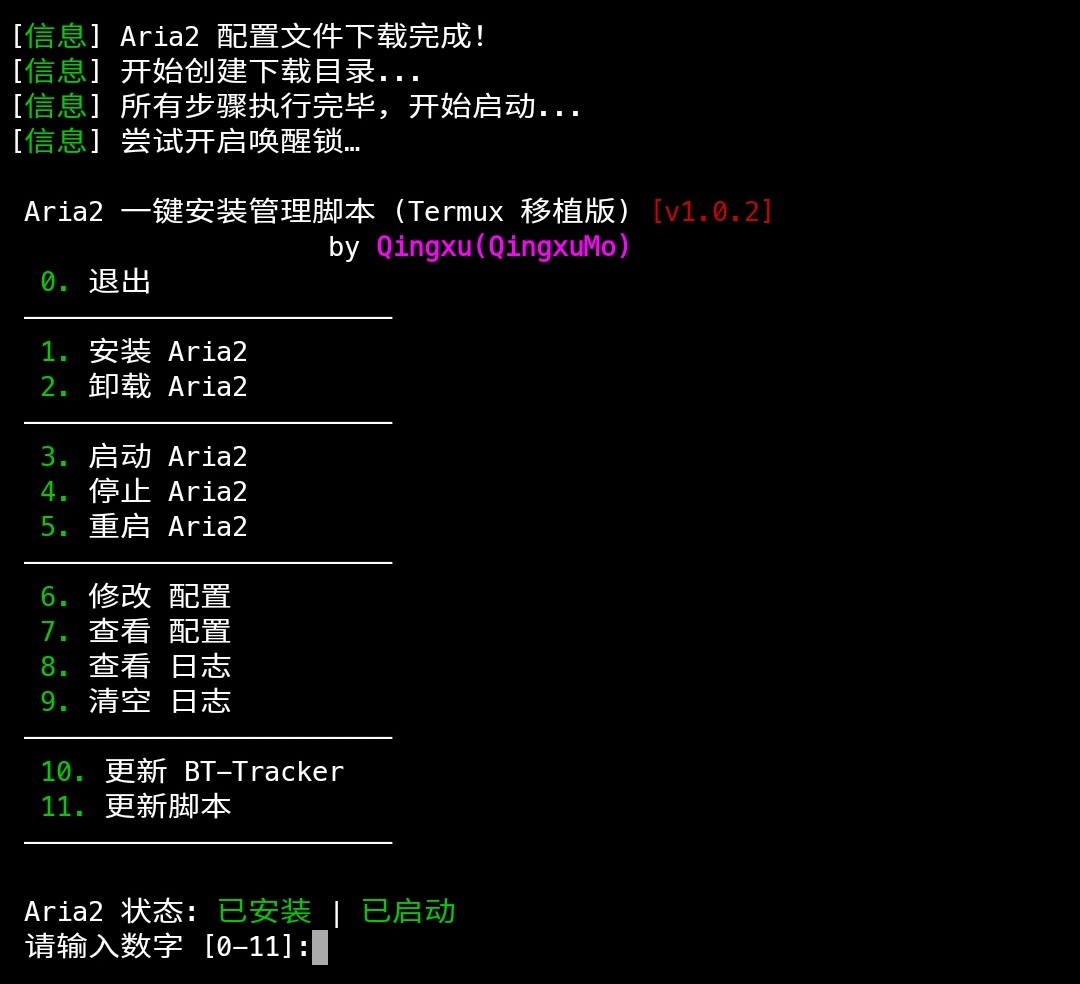 [信息] Aria2 配置文件下载完成!
[信息] 开始创建下载目录...
[信息] 所有步骤执行完毕, 开始启动...
[信息] 尝试开启唤醒锁…
Aria2 一键安装管理脚本 (Termux 移植版) [v1.0.2]
by Qingxu(QingxuMo)
0. 退出
1. 安装 Aria2
2. 卸载 Aria2
3. 启动 Aria2
4. 停止 Aria2
5. 重启 Aria2
6. 修改 配置
7. 查看 配置
8. 查看 日志
9. 清空 日志
10. 更新 BT-Tracker
11. 更新脚本
Aria2 状态: 已安装 | 已启动
请输入数字 [0-11]: